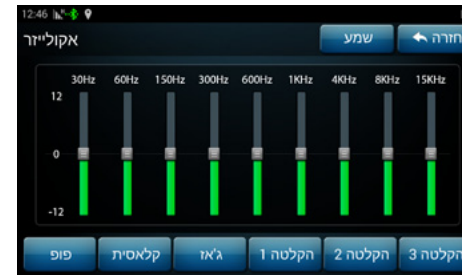 12:46
אקולייזר
שמע
חזרה
30Hz 60Hz 150Hz 300Hz 600Hz 1KHz 4KHz 8KHz 15KHz
12
0
-12
פופ
קלאסית
ג'אז
הקלטה 1
הקלטה 2
הקלטה 3